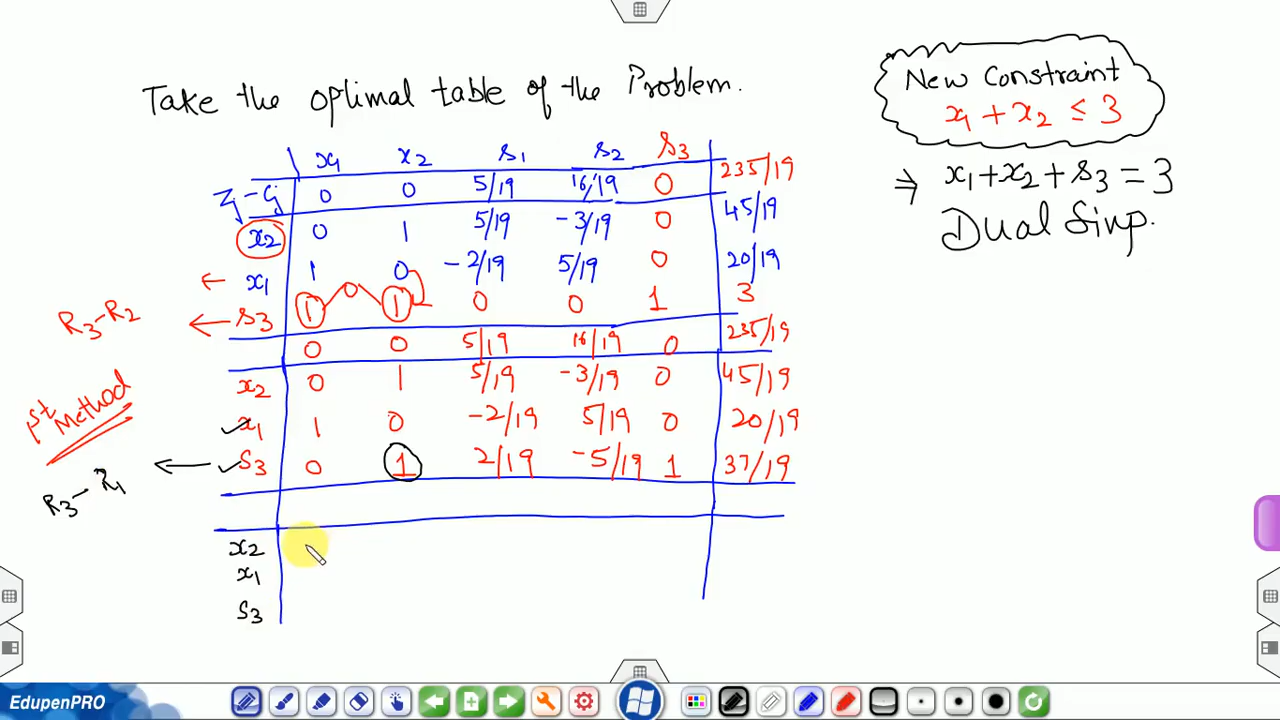 Take the optimal table of the Problem.
New Constraint
x1 + x2 ≤ 3
⇒ x1+x2+s3 = 3
Dual Simp.
x1 x2 s1 s2 s3
Zj-Cj 0 0 5/19 16/19 0 235/19
x2 0 1 5/19 -3/19 0 45/19
← x1 1 0 -2/19 5/19 0 20/19
R3-R2 ← s3 1 0 1 0 0 1 3
0 0 5/19 16/19 0 235/19
x2 0 1 5/19 -3/19 0 45/19
1st Method
x1 1 0 -2/19 5/19 0 20/19
R3-R1 ← s3 0 1 2/19 -5/19 1 37/19
x2
x1
s3
EdupenPRO